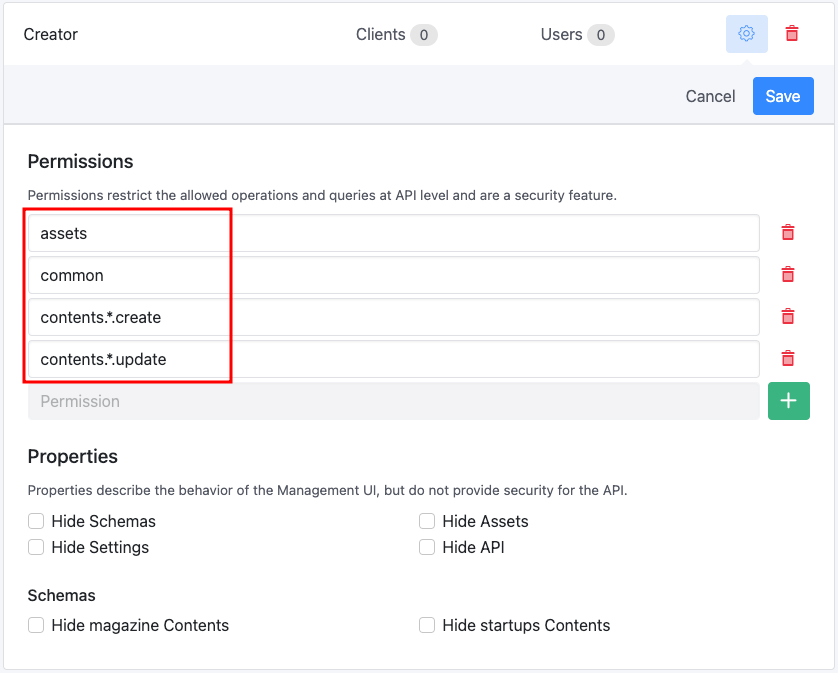 Creator Clients 0 Users 0
Cancel Save
Permissions
Permissions restrict the allowed operations and queries at API level and are a security feature.
assets
common
contents.*.create
contents.*.update
Permission
Properties
Properties describe the behavior of the Management UI, but do not provide security for the API.
Hide Schemas Hide Assets
Hide Settings Hide API
Schemas
Hide magazine Contents Hide startups Contents